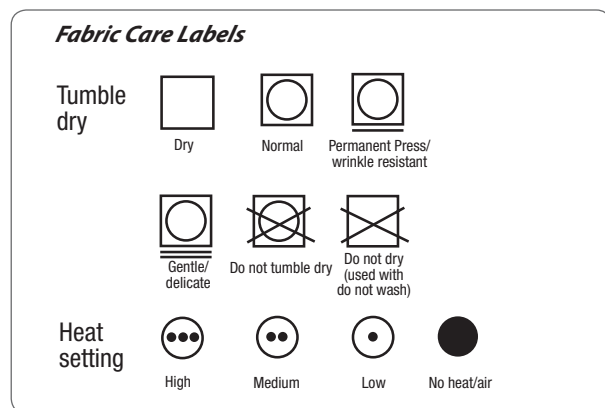 Fabric Care Labels
Tumble
dry
Dry
Normal
Permanent Press/
wrinkle resistant
Gentle/
delicate
Do not tumble dry
Do not dry
(used with
do not wash)
Heat
setting
High
Medium
Low
No heat/air